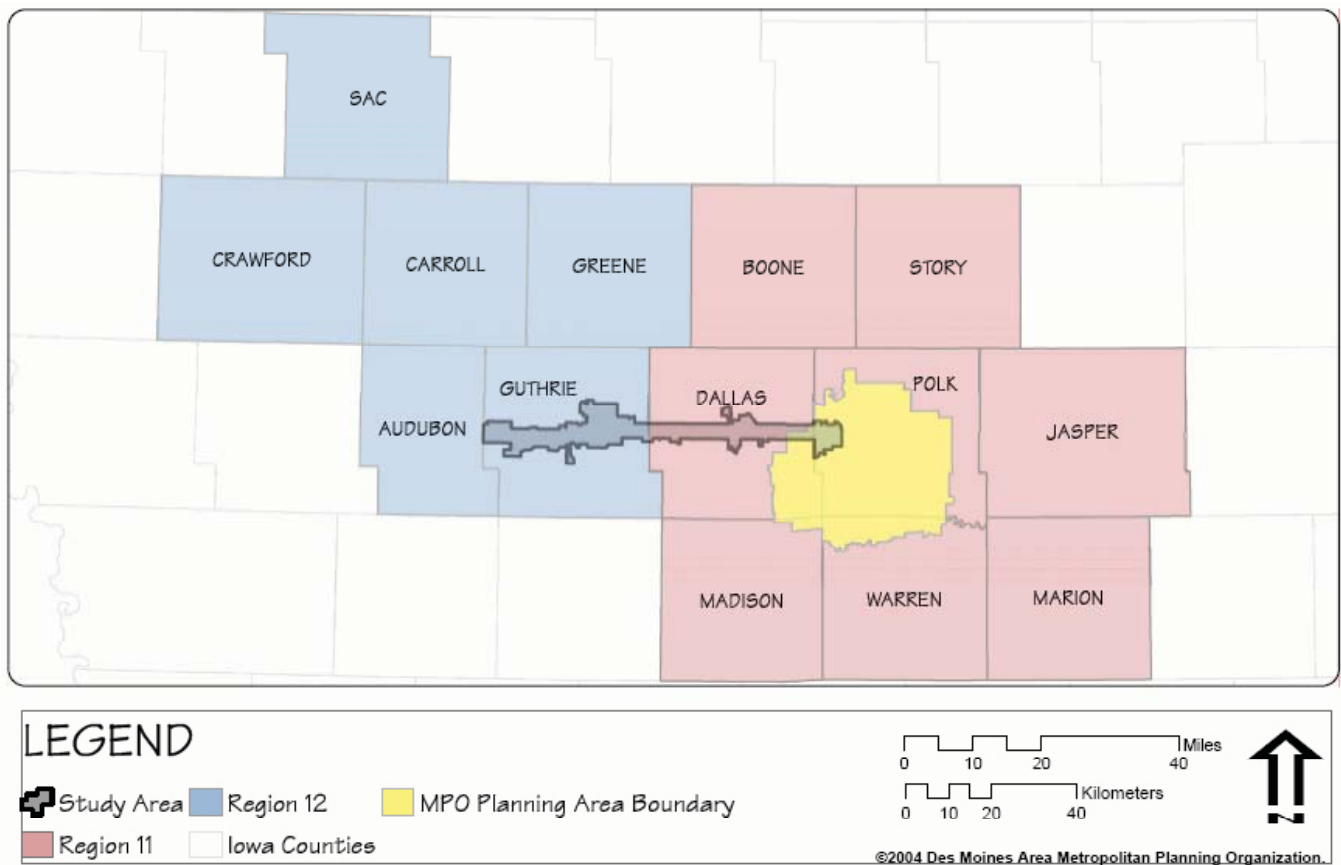 SAC
CRAWFORD
CARROLL
GREENE
BOONE
STORY
GUTHRIE
DALLAS
POLK
AUDUBON
JASPER
MADISON
WARREN
MARION
LEGEND
Study Area
Region 12
MPO Planning Area Boundary
Region 11
Iowa Counties
Miles
0 10 20 40
Kilometers
0 10 20 40
N
©2004 Des Moines Area Metropolitan Planning Organization.